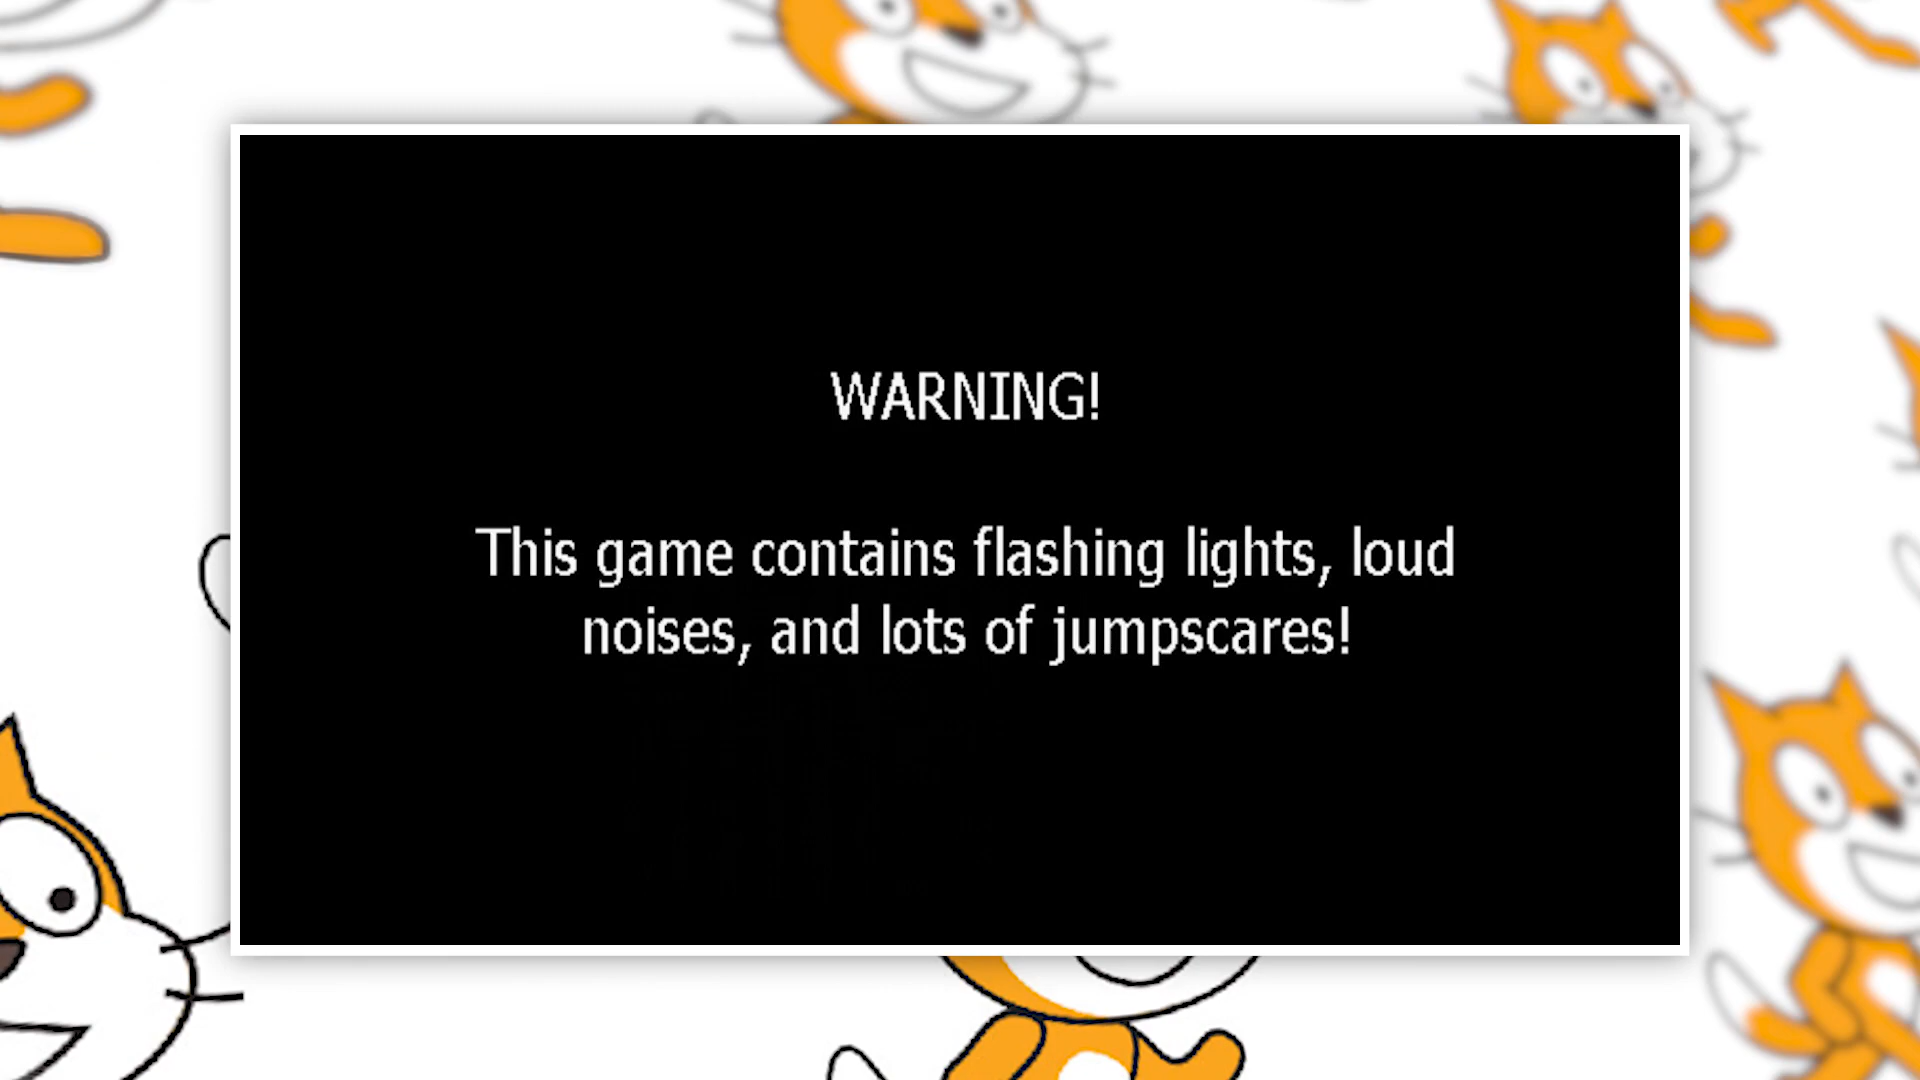 WARNING!
This game contains flashing lights, loud
noises, and lots of jumpscares!